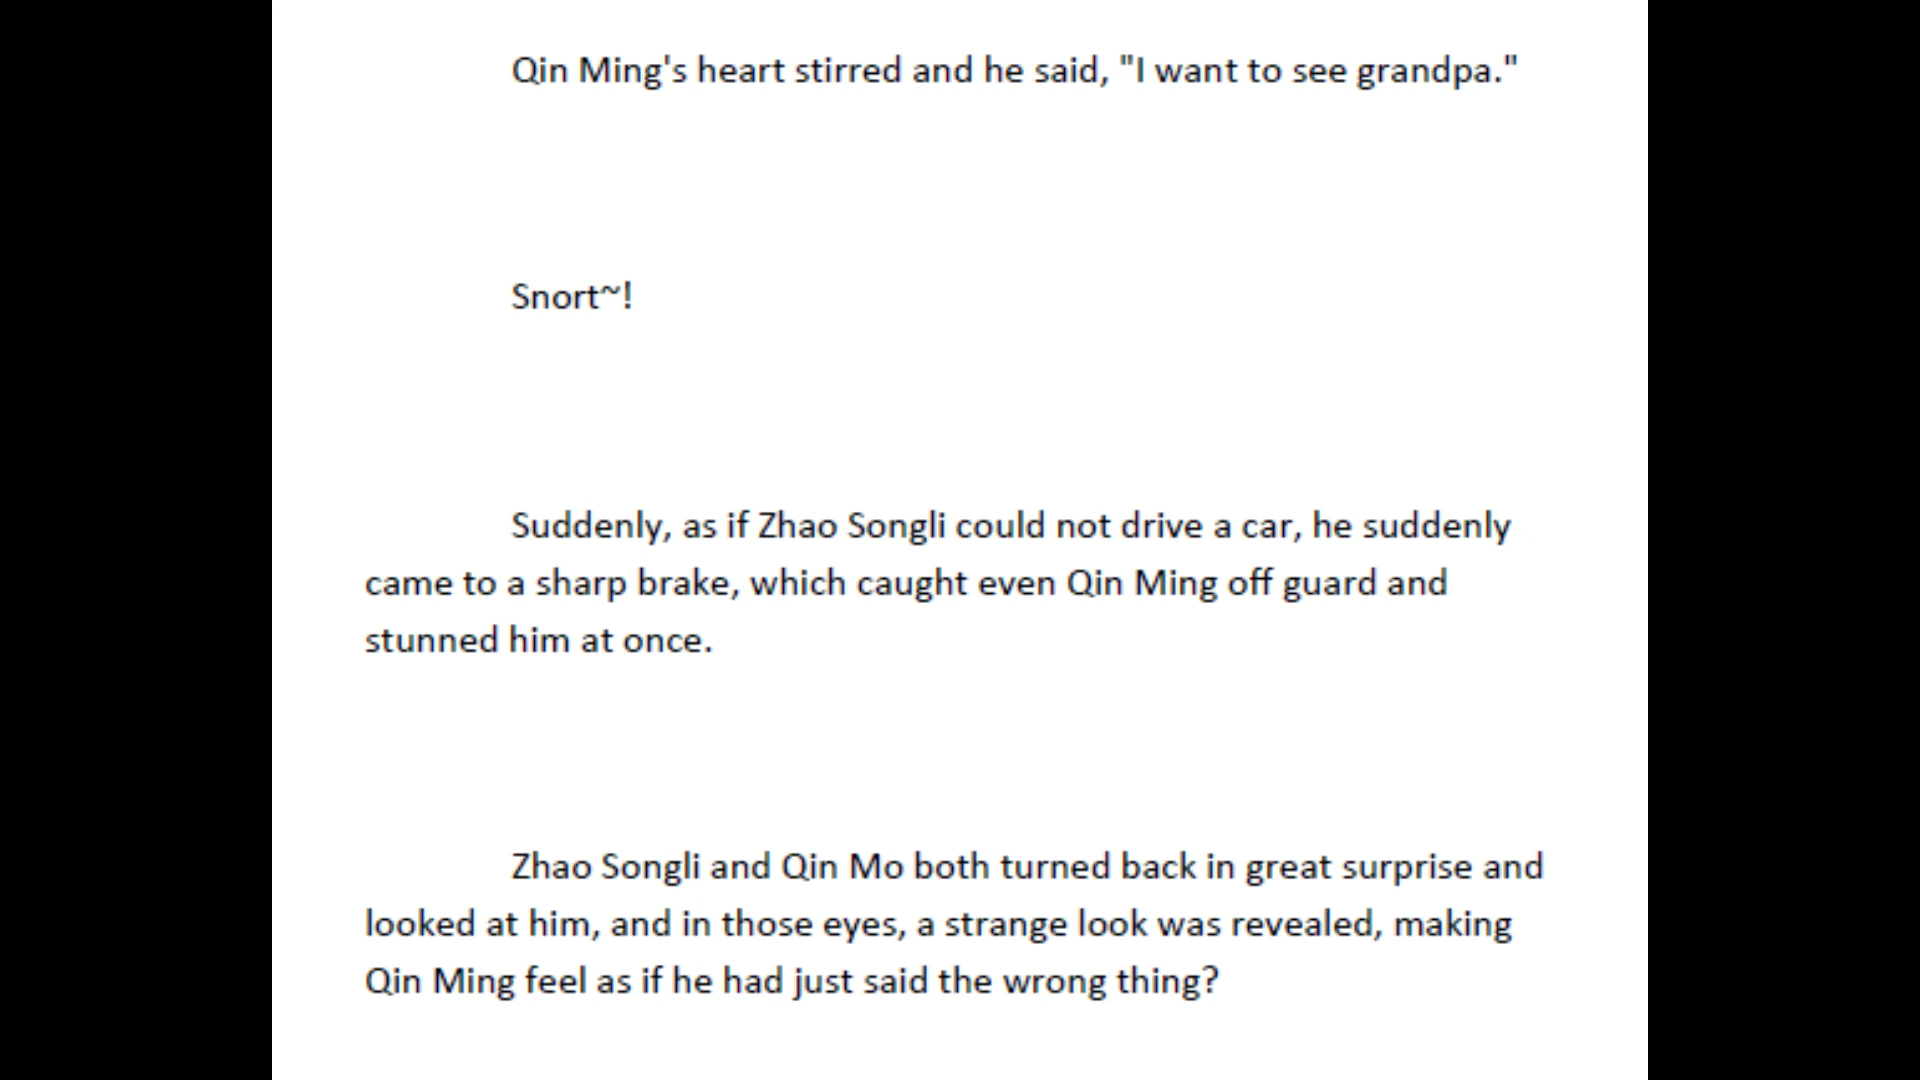 Qin Ming's heart stirred and he said, "I want to see grandpa."
Snort~!
Suddenly, as if Zhao Songli could not drive a car, he suddenly
came to a sharp brake, which caught even Qin Ming off guard and
stunned him at once.
Zhao Songli and Qin Mo both turned back in great surprise and
looked at him, and in those eyes, a strange look was revealed, making
Qin Ming feel as if he had just said the wrong thing?